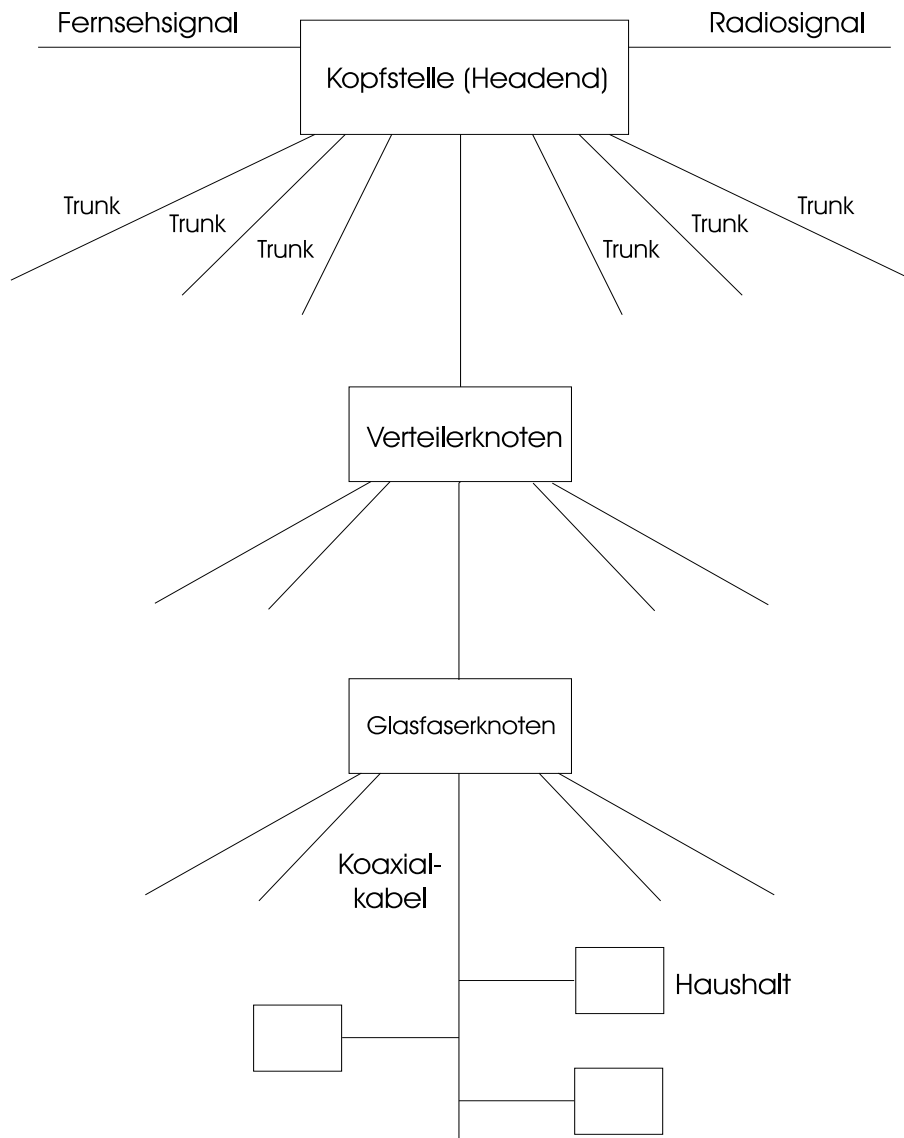 Fernsehsignal
Radiosignal
Kopfstelle (Headend)
Trunk
Trunk
Trunk
Trunk
Trunk
Trunk
Verteilerknoten
Glasfaserknoten
Koaxial-
kabel
Haushalt